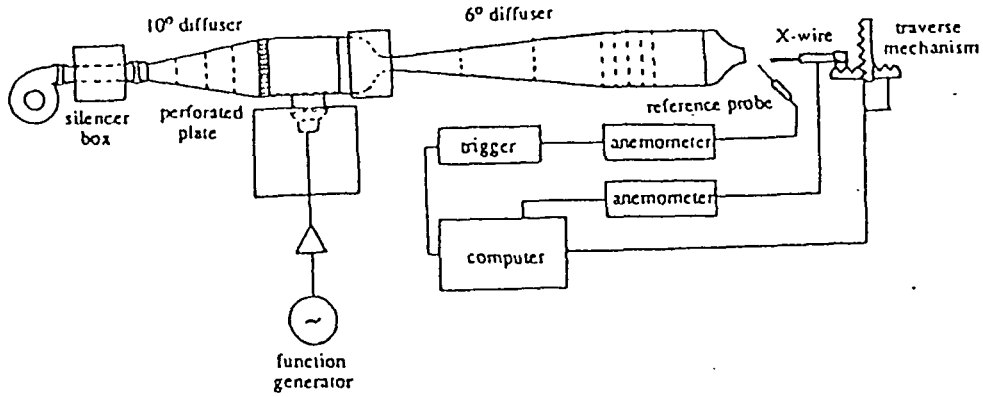 10° diffuser
6° diffuser
X-wire
traverse
mechanism
silencer
box
perforated
plate
reference probe
trigger
anemometer
anemometer
computer
~
function
generator